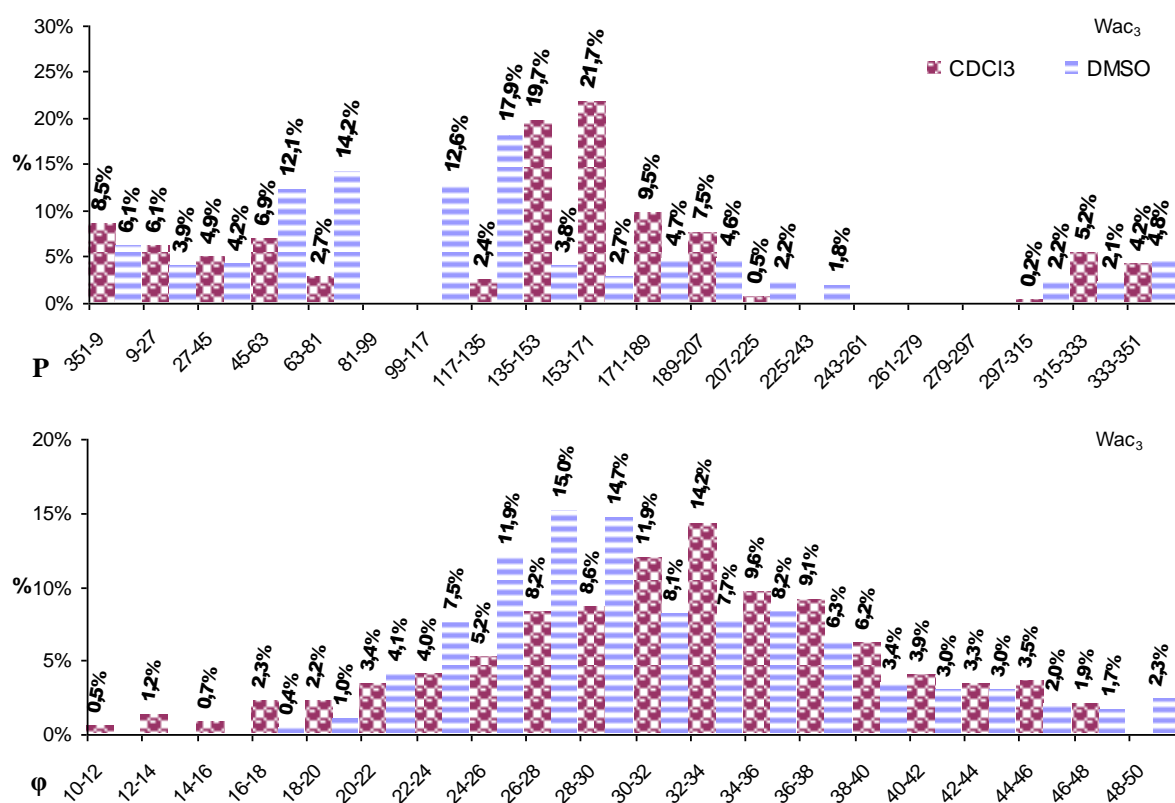 30%
Wac3
25%
CDCl3 DMSO
20%
%
15%
10%
5%
0%
8,5% 6,1% 6,1% 3,9% 4,9% 4,2% 6,9% 12,1% 2,7% 14,2% 12,6% 2,4% 17,9% 19,7% 3,8% 21,7% 2,7% 9,5% 4,7% 7,5% 4,6% 0,5% 2,2% 1,8% 0,2% 2,2% 5,2% 2,1% 4,2% 4,8%
351-9 9-27 27-45 45-63 63-81 81-99 99-117 117-135 135-153 153-171 171-189 189-207 207-225 225-243 243-261 261-279 279-297 297-315 315-333 333-351
P
20%
Wac3
15%
%
10%
5%
0%
0,5% 1,2% 0,7% 2,3% 0,4% 2,2% 1,0% 3,4% 4,1% 4,0% 7,5% 5,2% 11,9% 8,2% 15,0% 8,6% 14,7% 11,9% 8,1% 14,2% 7,7% 9,6% 8,2% 9,1% 6,3% 6,2% 3,4% 3,9% 3,0% 3,3% 3,0% 3,5% 2,0% 1,9% 1,7% 2,3%
10-12 12-14 14-16 16-18 18-20 20-22 22-24 24-26 26-28 28-30 30-32 32-34 34-36 36-38 38-40 40-42 42-44 44-46 46-48 48-50
φ